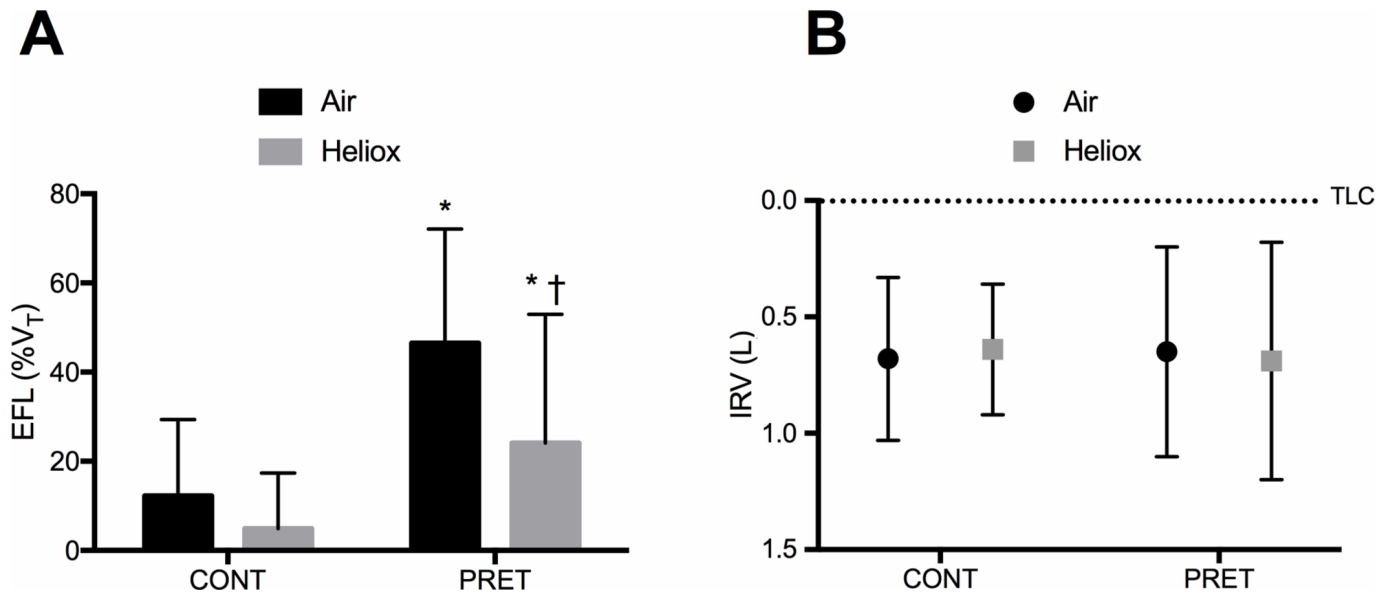 A
Air
Heliox
80
60
40
20
0
EFL (%VT)
*
* †
CONT
PRET
B
Air
Heliox
0.0
TLC
0.5
1.0
1.5
IRV (L)
CONT
PRET